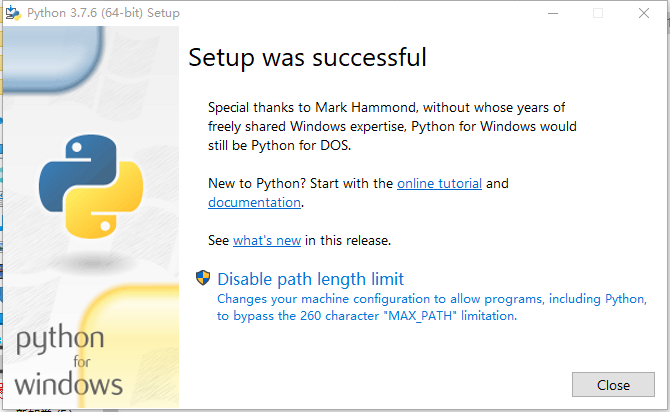 Python 3.7.6 (64-bit) Setup
Setup was successful
Special thanks to Mark Hammond, without whose years of
freely shared Windows expertise, Python for Windows would
still be Python for DOS.
New to Python? Start with the online tutorial and
documentation.
See what's new in this release.
Disable path length limit
Changes your machine configuration to allow programs, including Python,
to bypass the 260 character "MAX_PATH" limitation.
python
for
windows
Close